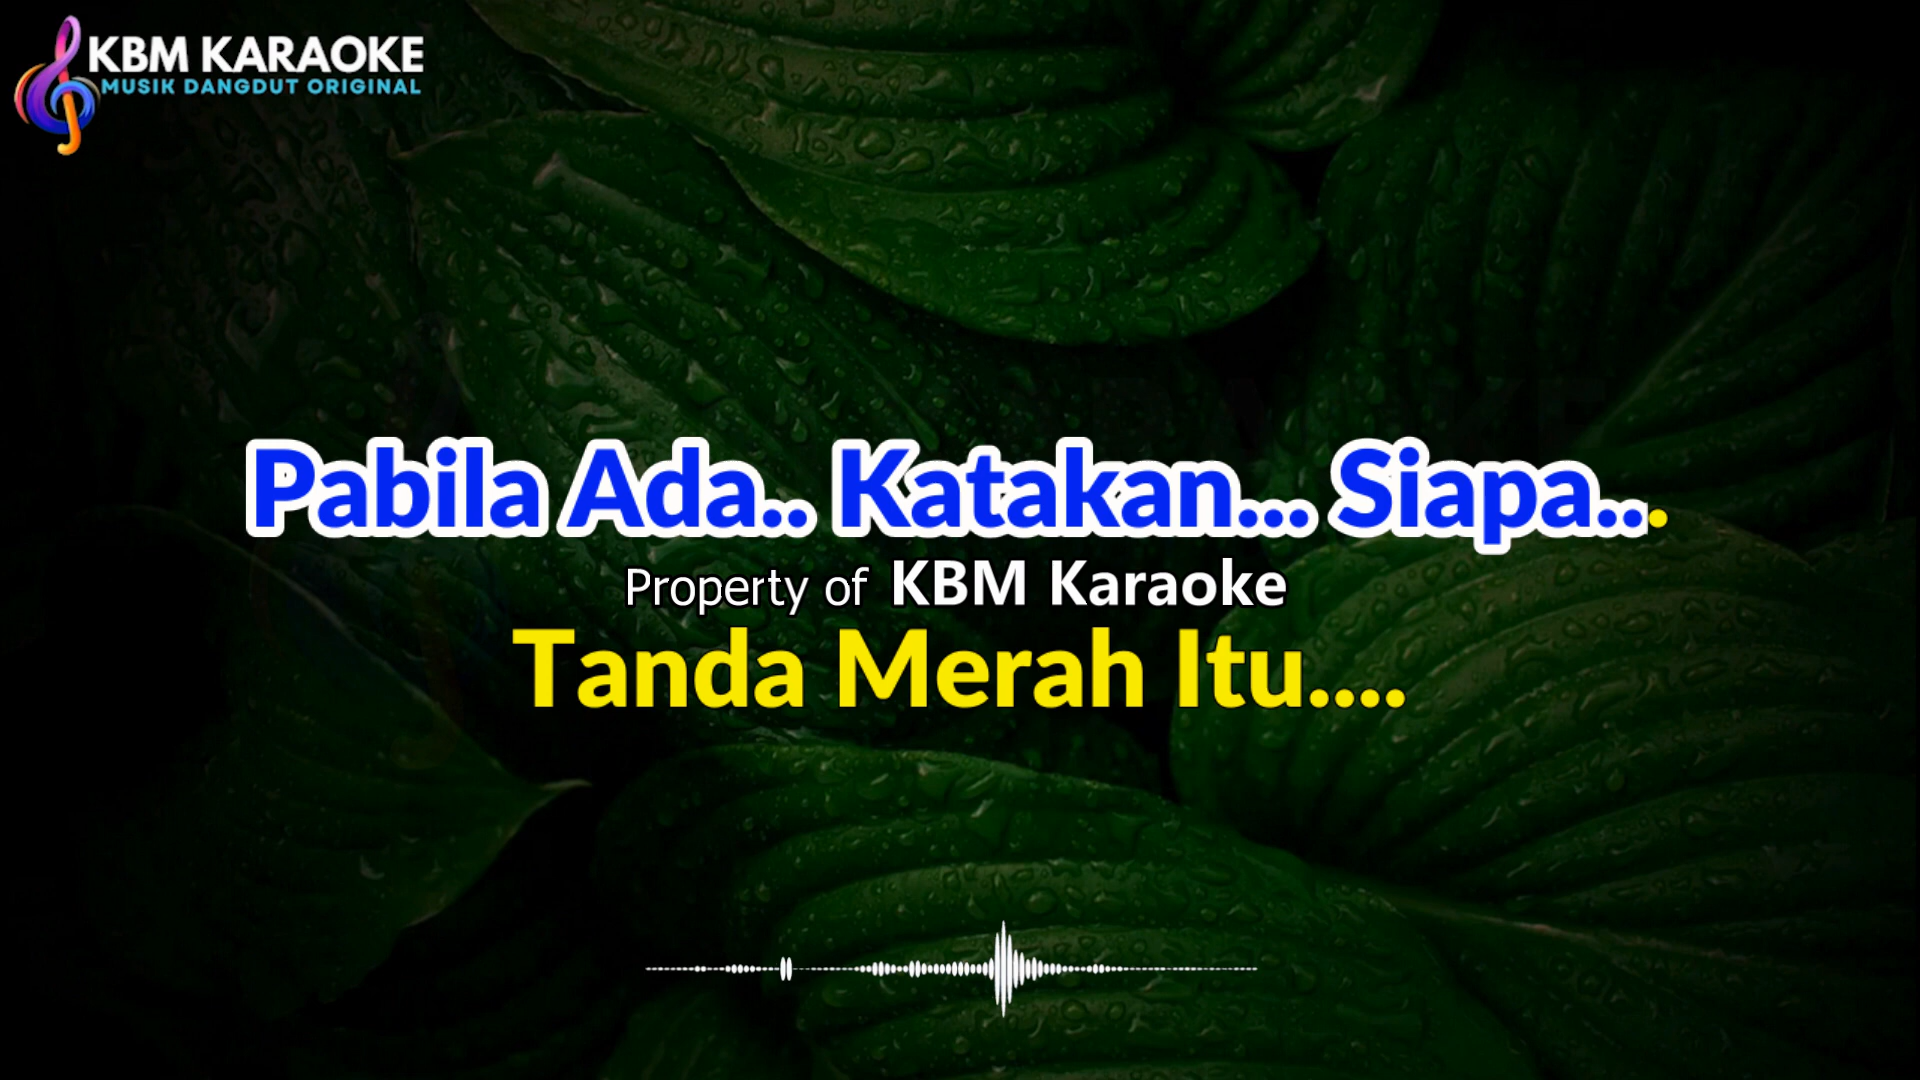 KBM KARAOKE
MUSIK DANGDUT ORIGINAL
Pabila Ada.. Katakan... Siapa...
Property of KBM Karaoke
Tanda Merah Itu....